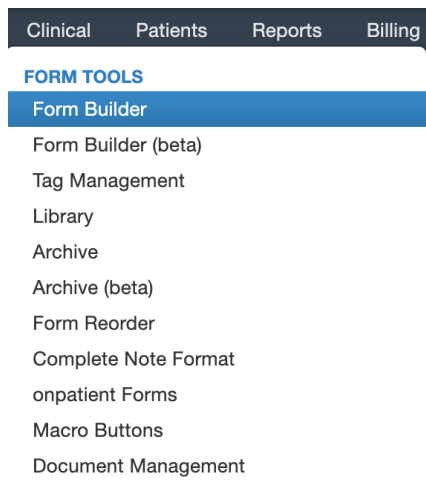 Clinical Patients Reports Billing
FORM TOOLS
Form Builder
Form Builder (beta)
Tag Management
Library
Archive
Archive (beta)
Form Reorder
Complete Note Format
onpatient Forms
Macro Buttons
Document Management